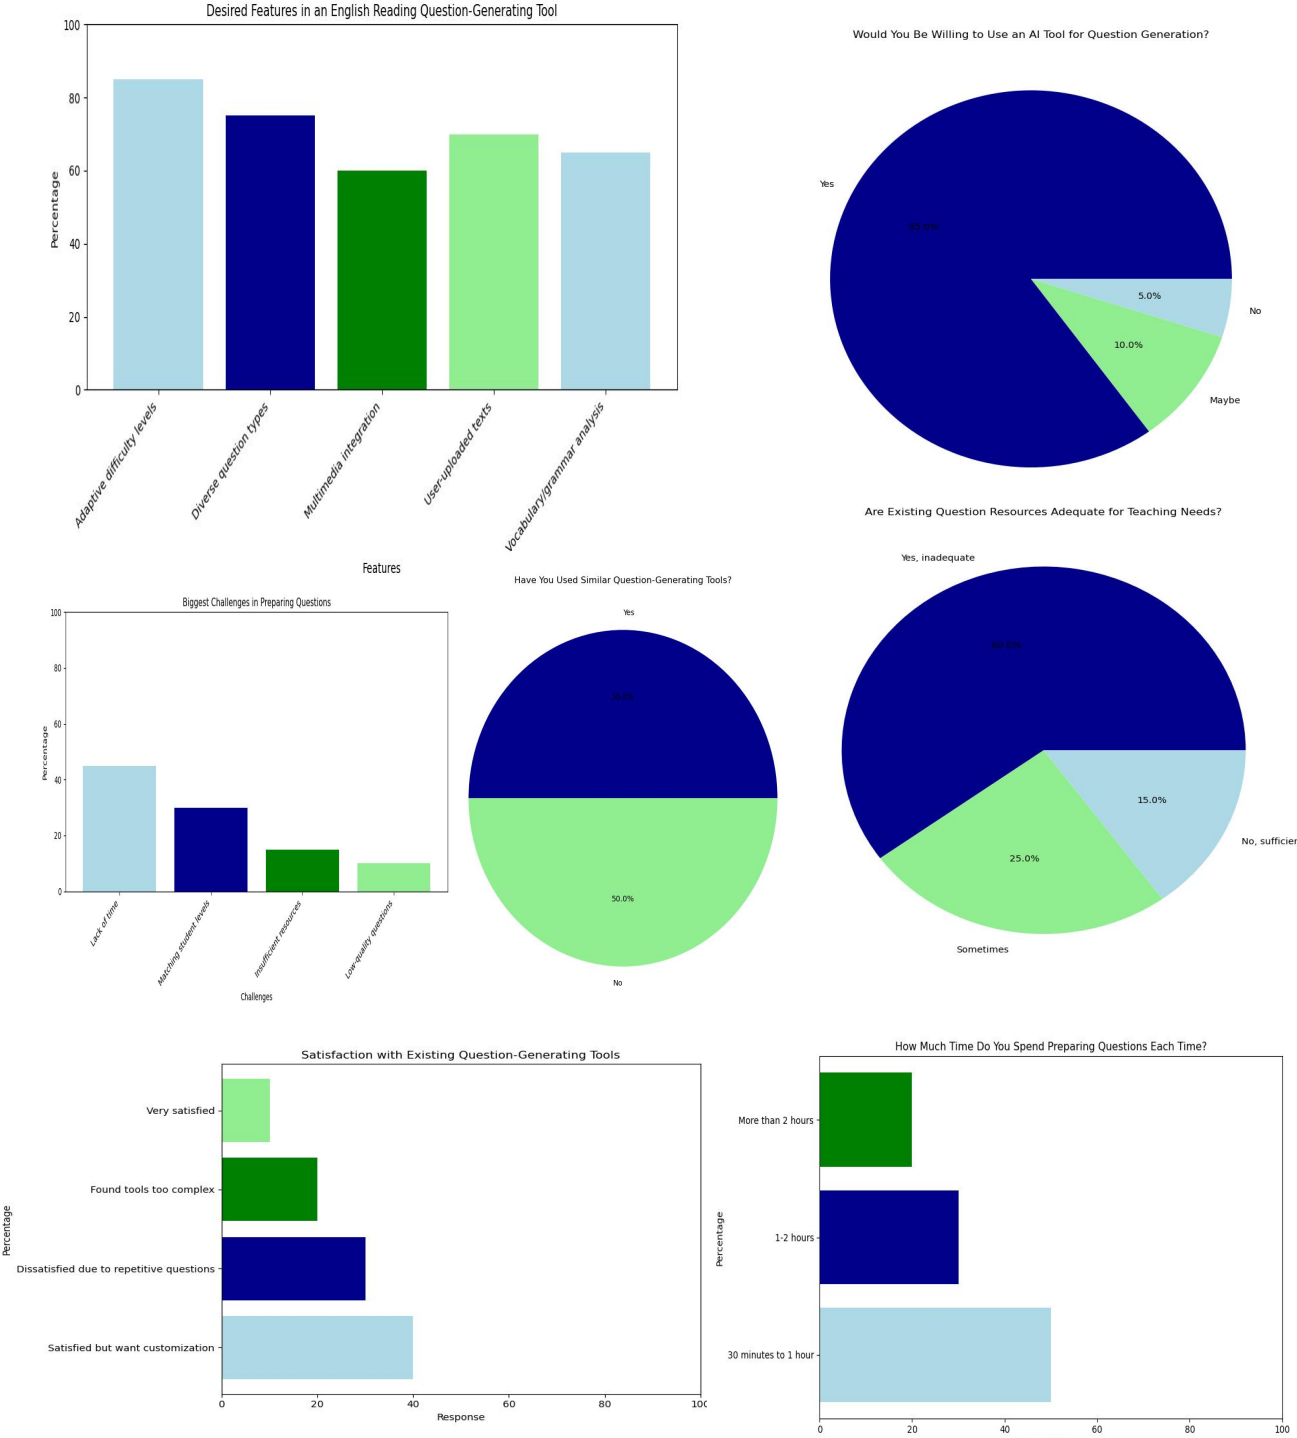 Desired Features in an English Reading Question-Generating Tool
100
80
60
40
20
0
Percentage
Adaptive difficulty levels
Diverse question types
Multimedia integration
User-uploaded texts
Vocabulary/grammar analysis
Features
Would You Be Willing to Use an AI Tool for Question Generation?
Yes
85.0%
5.0%
No
10.0%
Maybe
Biggest Challenges in Preparing Questions
100
80
60
40
20
0
Percentage
Lack of time
Matching student levels
Insufficient resources
Low-quality questions
Challenges
Have You Used Similar Question-Generating Tools?
Yes
50.0%
50.0%
No
Are Existing Question Resources Adequate for Teaching Needs?
Yes, inadequate
60.0%
15.0%
No, sufficien
25.0%
Sometimes
Satisfaction with Existing Question-Generating Tools
Percentage
Very satisfied
Found tools too complex
Dissatisfied due to repetitive questions
Satisfied but want customization
0 20 40 60 80 100
Response
How Much Time Do You Spend Preparing Questions Each Time?
Percentage
More than 2 hours
1-2 hours
30 minutes to 1 hour
0 20 40 60 80 100